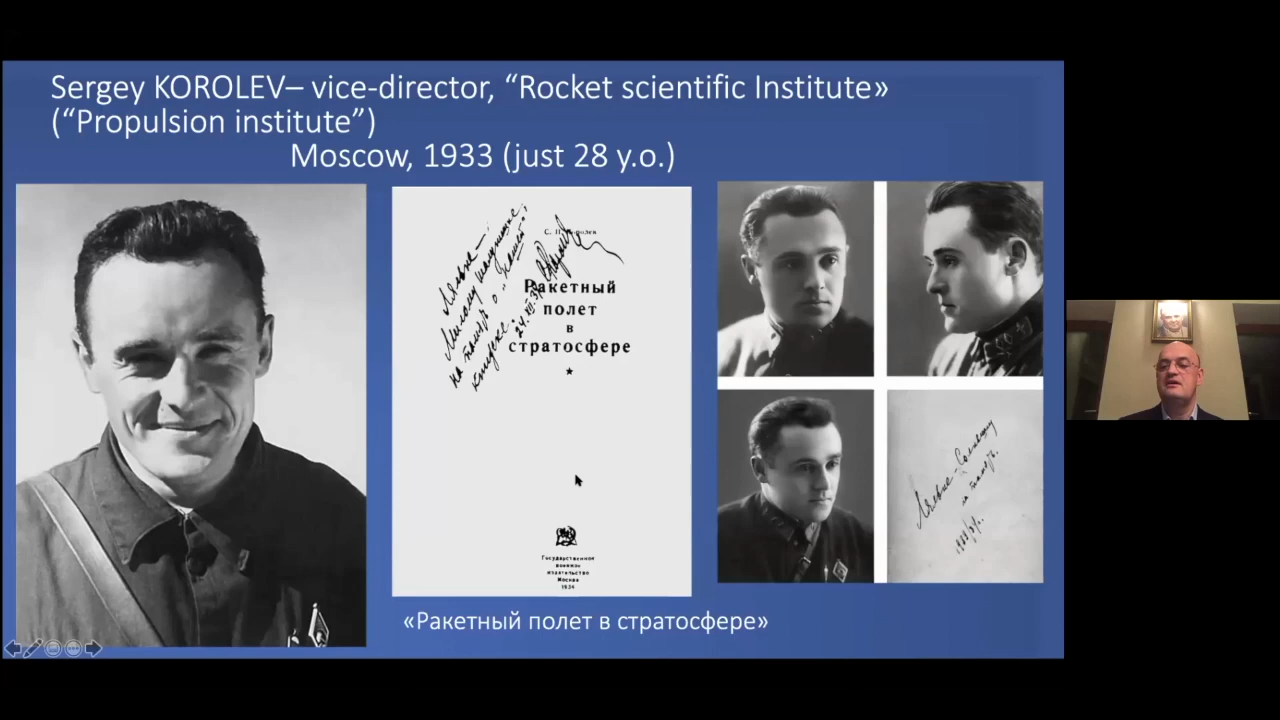 Sergey KOROLEV– vice-director, “Rocket scientific Institute»
(“Propulsion institute”)
Moscow, 1933 (just 28 y.o.)
Ракетный
полет
в
стратосфере
Государственное
военное
издательство
Москва
1934
«Ракетный полет в стратосфере»